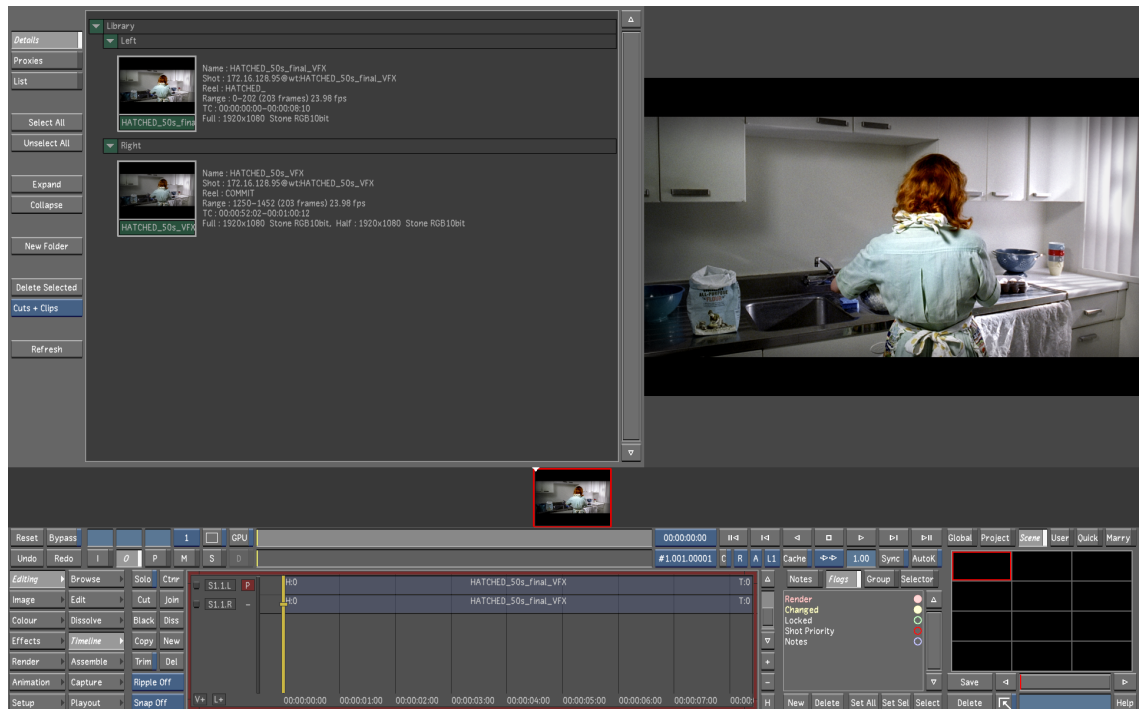 Details
Proxies
List
Select All
Unselect All
Expand
Collapse
New Folder
Delete Selected
Cuts + Clips
Refresh
Library
Left
Name : HATCHED_50s_final_VFX
Shot : 172.16.128.95@wt:HATCHED_50s_final_VFX
Reel : HATCHED_
Range : 0-202 (203 frames) 23.98 fps
TC : 00:00:00:00-00:00:08:10
Full : 1920x1080 Stone RGB10bit
HATCHED_50s_fina
Right
Name : HATCHED_50s_VFX
Shot : 172.16.128.95@wt:HATCHED_50s_VFX
Reel : COMMIT
Range : 1250-1452 (203 frames) 23.98 fps
TC : 00:00:52:02-00:01:00:12
Full : 1920x1080 Stone RGB10bit, Half : 1920x1080 Stone RGB10bit
HATCHED_50s_VFX
Reset Bypass 1 GPU 00:00:00:00 Global Project Scene User Quick Marry
Undo Redo I O P M S D #1.001.00001 C R A L1 Cache 1.00 Sync AutoK
Editing Browse Solo Ctnr S1.1.L P H:0 HATCHED_50s_final_VFX T:0 Notes Flags Group Selector
Image Edit Cut Join S1.1.R - H:0 HATCHED_50s_final_VFX T:0 Render
Changed
Colour Dissolve Black Diss Locked
Shot Priority
Effects Timeline Copy New Notes
Render Assemble Trim Del +
Animation Capture Ripple Off - Save
Setup Playout Snap Off V+ L+ 00:00:00:00 00:00:01:00 00:00:02:00 00:00:03:00 00:00:04:00 00:00:05:00 00:00:06:00 00:00:07:00 00:00: H New Delete Set All Set Sel Select Delete Help